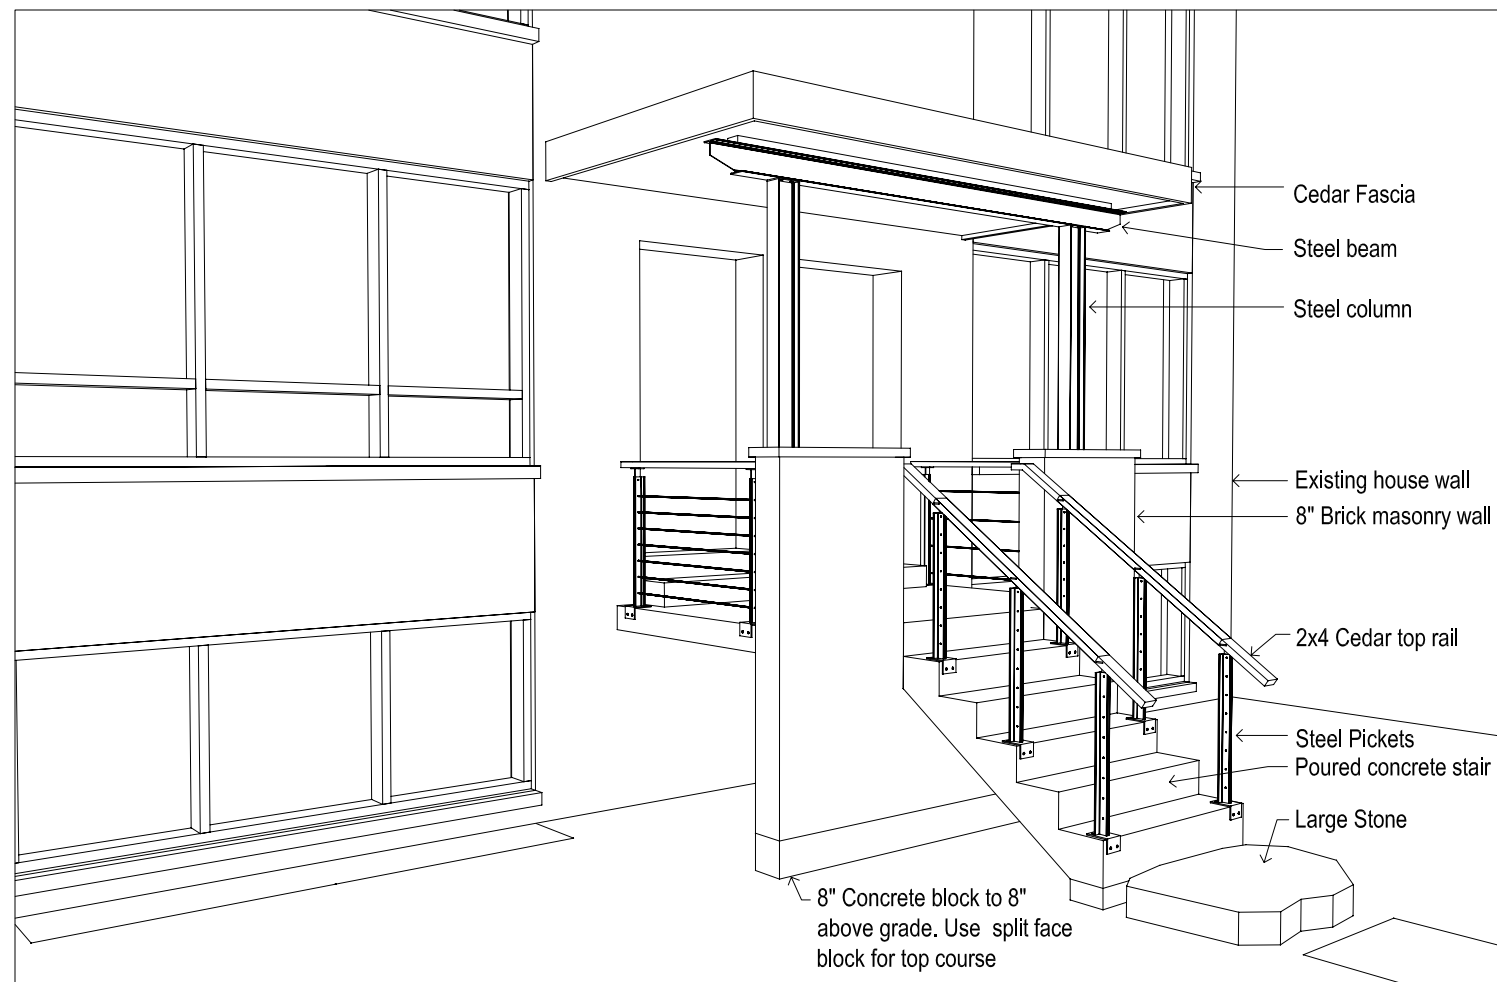 Cedar Fascia
Steel beam
Steel column
Existing house wall
8" Brick masonry wall
2x4 Cedar top rail
Steel Pickets
Poured concrete stair
Large Stone
8" Concrete block to 8"
above grade. Use split face
block for top course